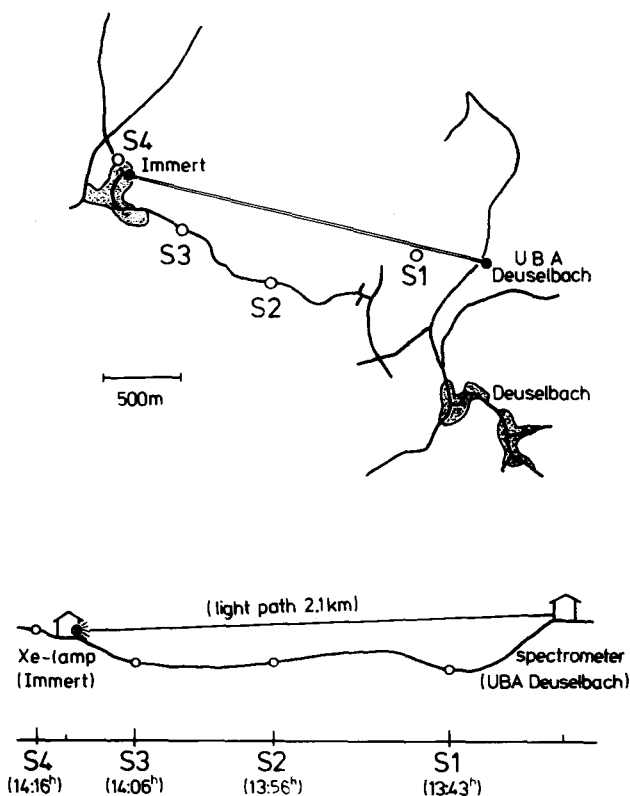 S4
Immert
S3
S1
UBA
Deuselbach
S2
500m
Deuselbach
(light path 2.1km)
Xe-lamp
(Immert)
spectrometer
(UBA Deuselbach)
S4 S3 S2 S1
(14:16ʰ) (14:06ʰ) (13:56ʰ) (13:43ʰ)